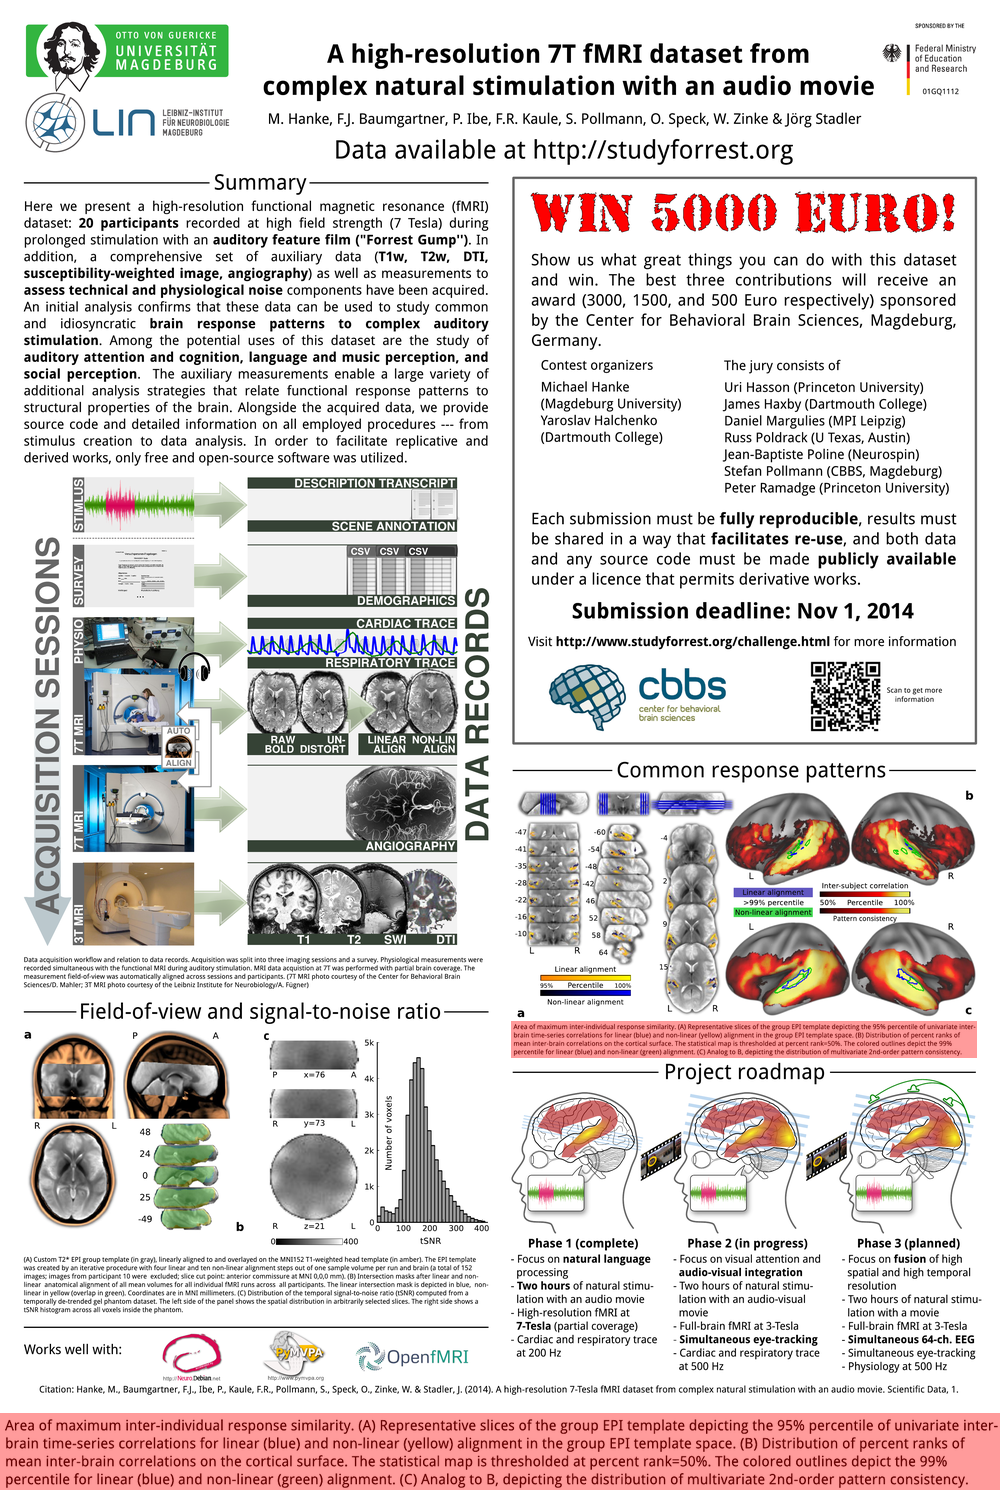 OTTO VON GUERICKE
UNIVERSITÄT
MAGDEBURG
LIN
LEIBNIZ-INSTITUT
FÜR NEUROBIOLOGIE
MAGDEBURG
A high-resolution 7T fMRI dataset from
complex natural stimulation with an audio movie
M. Hanke, F.J. Baumgartner, P. Ibe, F.R. Kaule, S. Pollmann, O. Speck, W. Zinke & Jörg Stadler
Data available at http://studyforrest.org
SPONSORED BY THE
Federal Ministry
of Education
and Research
01GQ1112
Summary
Here we present a high-resolution functional magnetic resonance (fMRI)
dataset: 20 participants recorded at high field strength (7 Tesla) during
prolonged stimulation with an auditory feature film ("Forrest Gump"). In
addition, a comprehensive set of auxiliary data (T1w, T2w, DTI,
susceptibility-weighted image, angiography) as well as measurements to
assess technical and physiological noise components have been acquired.
An initial analysis confirms that these data can be used to study common
and idiosyncratic brain response patterns to complex auditory
stimulation. Among the potential uses of this dataset are the study of
auditory attention and cognition, language and music perception, and
social perception. The auxiliary measurements enable a large variety of
additional analysis strategies that relate functional response patterns to
structural properties of the brain. Alongside the acquired data, we provide
source code and detailed information on all employed procedures --- from
stimulus creation to data analysis. In order to facilitate replicative and
derived works, only free and open-source software was utilized.
ACQUISITION SESSIONS
DATA RECORDS
STIMLUS
DESCRIPTION TRANSCRIPT
SCENE ANNOTATION
SURVEY
CSV CSV CSV
DEMOGRAPHICS
PHYSIO
CARDIAC TRACE
RESPIRATORY TRACE
7T MRI
RAW BOLD
UN-DISTORT
LINEAR ALIGN
NON-LIN ALIGN
AUTO
ALIGN
7T MRI
ANGIOGRAPHY
3T MRI
T1 T2 SWI DTI
Data acquisition workflow and relation to data records. Acquisition was split into three imaging sessions and a survey. Physiological measurements were
recorded simultaneous with the functional MRI during auditory stimulation. MRI data acquisition at 7T was performed with partial brain coverage. The
measurement field-of-view was automatically aligned across sessions and participants. (7T MRI photo courtesy of the Center for Behavioral Brain
Sciences/D. Mahler; 3T MRI photo courtesy of the Leibniz Institute for Neurobiology/A. Fügner)
Field-of-view and signal-to-noise ratio
a
P A
R L
48
24
0
25
-49
b
c
P x=76 A
R y=73 L
R z=21 L
0 400
5k
4k
3k
2k
1k
0
Number of voxels
0 100 200 300 400
tSNR
(A) Custom T2* EPI group template (in gray), linearly aligned to and overlayed on the MNI152 T1-weighted head template (in amber). The EPI template
was created by an iterative procedure with four linear and ten non-linear alignment steps out of one sample volume per run and brain (a total of 152
images; images from participant 10 were excluded; slice cut point: anterior commissure at MNI 0,0,0 mm). (B) Intersection masks after linear and non-
linear anatomical alignment of all mean volumes for all individual fMRI runs across all participants. The linear intersection mask is depicted in blue, non-
linear in yellow (overlap in green). Coordinates are in MNI millimeters. (C) Distribution of the temporal signal-to-noise ratio (tSNR) computed from a
temporally de-trended gel phantom dataset. The left side of the panel shows the spatial distribution in arbitrarily selected slices. The right side shows a
tSNR histogram across all voxels inside the phantom.
Works well with:
http://Neuro.Debian.net
PyMVPA
http://www.pymvpa.org
OpenfMRI
WIN 5000 EURO!
Show us what great things you can do with this dataset
and win. The best three contributions will receive an
award (3000, 1500, and 500 Euro respectively) sponsored
by the Center for Behavioral Brain Sciences, Magdeburg,
Germany.
Contest organizers
Michael Hanke
(Magdeburg University)
Yaroslav Halchenko
(Dartmouth College)
The jury consists of
Uri Hasson (Princeton University)
James Haxby (Dartmouth College)
Daniel Margulies (MPI Leipzig)
Russ Poldrack (U Texas, Austin)
Jean-Baptiste Poline (Neurospin)
Stefan Pollmann (CBBS, Magdeburg)
Peter Ramadge (Princeton University)
Each submission must be fully reproducible, results must
be shared in a way that facilitates re-use, and both data
and any source code must be made publicly available
under a licence that permits derivative works.
Submission deadline: Nov 1, 2014
Visit http://www.studyforrest.org/challenge.html for more information
cbbs
center for behavioral
brain sciences
Scan to get more
information
Common response patterns
-47
-41
-35
-28
-22
-16
-10
L R
-60
-54
-48
-42
46
52
58
64
-4
2
9
15
L R
Linear alignment
95% Percentile 100%
Non-linear alignment
a
b
L R
Linear alignment
>99% percentile
Non-linear alignment
Inter-subject correlation
50% Percentile 100%
Pattern consistency
L R
c
Area of maximum inter-individual response similarity. (A) Representative slices of the group EPI template depicting the 95% percentile of univariate inter-
brain time-series correlations for linear (blue) and non-linear (yellow) alignment in the group EPI template space. (B) Distribution of percent ranks of
mean inter-brain correlations on the cortical surface. The statistical map is thresholded at percent rank=50%. The colored outlines depict the 99%
percentile for linear (blue) and non-linear (green) alignment. (C) Analog to B, depicting the distribution of multivariate 2nd-order pattern consistency.
Project roadmap
Phase 1 (complete)
- Focus on natural language
processing
- Two hours of natural stimu-
lation with an audio movie
- High-resolution fMRI at
7-Tesla (partial coverage)
- Cardiac and respiratory trace
at 200 Hz
Phase 2 (in progress)
- Focus on visual attention and
audio-visual integration
- Two hours of natural stimu-
lation with an audio-visual
movie
- Full-brain fMRI at 3-Tesla
- Simultaneous eye-tracking
- Cardiac and respiratory trace
at 500 Hz
Phase 3 (planned)
- Focus on fusion of high
spatial and high temporal
resolution
- Two hours of natural stimu-
lation with a movie
- Full-brain fMRI at 3-Tesla
- Simultaneous 64-ch. EEG
- Simultaneous eye-tracking
- Physiology at 500 Hz
Citation: Hanke, M., Baumgartner, F.J., Ibe, P., Kaule, F.R., Pollmann, S., Speck, O., Zinke, W. & Stadler, J. (2014). A high-resolution 7-Tesla fMRI dataset from complex natural stimulation with an audio movie. Scientific Data, 1.
Area of maximum inter-individual response similarity. (A) Representative slices of the group EPI template depicting the 95% percentile of univariate inter-
brain time-series correlations for linear (blue) and non-linear (yellow) alignment in the group EPI template space. (B) Distribution of percent ranks of
mean inter-brain correlations on the cortical surface. The statistical map is thresholded at percent rank=50%. The colored outlines depict the 99%
percentile for linear (blue) and non-linear (green) alignment. (C) Analog to B, depicting the distribution of multivariate 2nd-order pattern consistency.